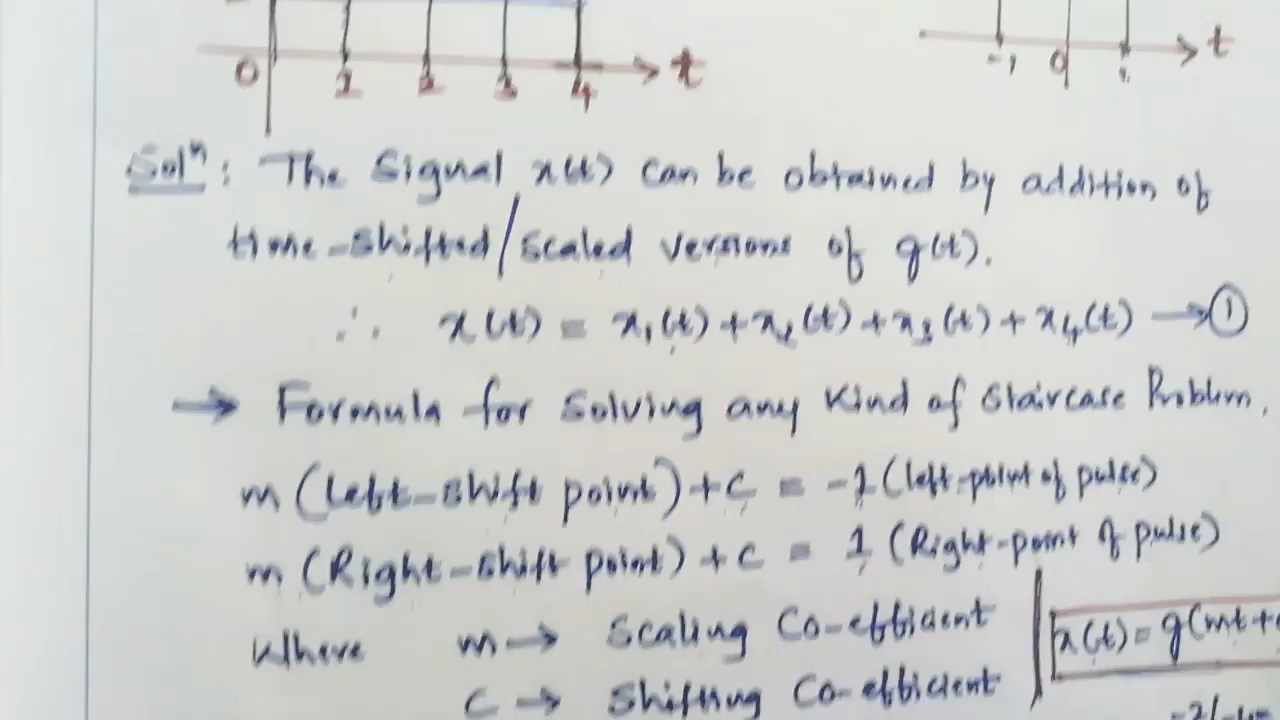 0 1 2 3 4 t
-1 0 1 t
Solⁿ: The Signal x(t) can be obtained by addition of
time-shifted/scaled versions of g(t).
∴ x(t) = x₁(t) + x₂(t) + x₃(t) + x₄(t) → ①
→ Formula for solving any kind of staircase Problem.
m (left-shift point) + c = -1 (left-point of pulse)
m (Right-shift point) + c = 1 (Right-point of pulse)
Where m → Scaling Co-efficient
x(t) = g(mt+
c → Shifting Co-efficient